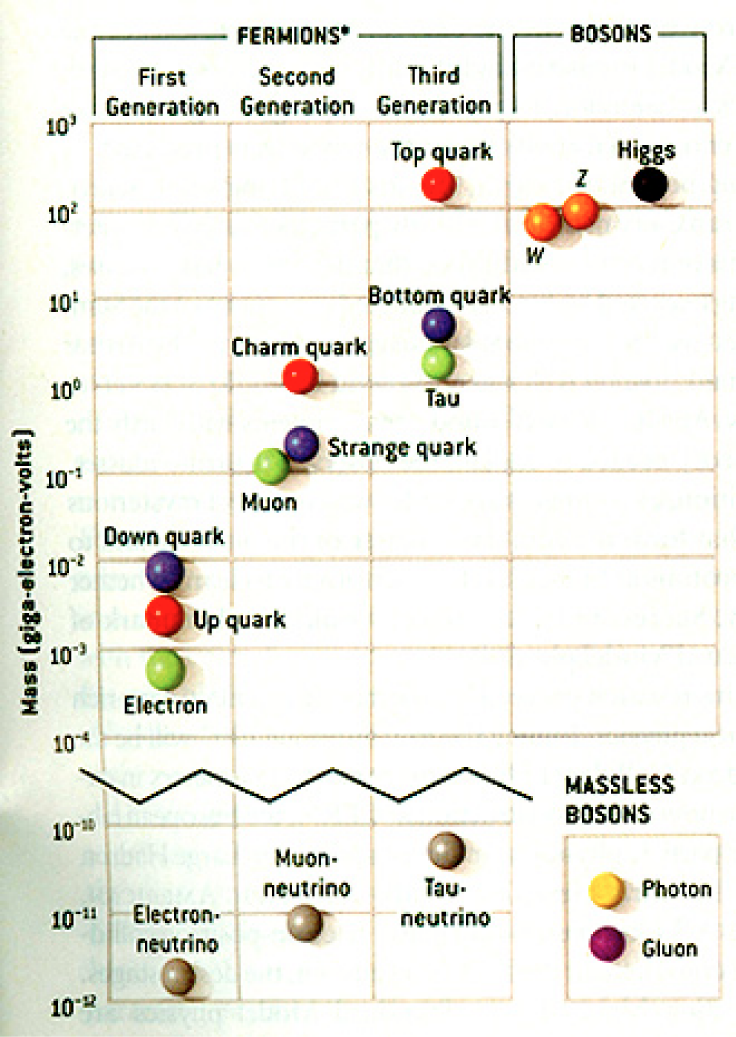 FERMIONS* BOSONS
First Generation
Second Generation
Third Generation
10³
Top quark
Higgs
Z
10²
W
10¹
Bottom quark
Charm quark
10⁰
Tau
Strange quark
10⁻¹
Muon
Down quark
10⁻²
Up quark
10⁻³
Electron
10⁻⁴
Mass (giga-electron-volts)
MASSLESS
BOSONS
10⁻¹⁰
Muon-
neutrino
Tau-
neutrino
Photon
10⁻¹¹
Electron-
neutrino
Gluon
10⁻¹²